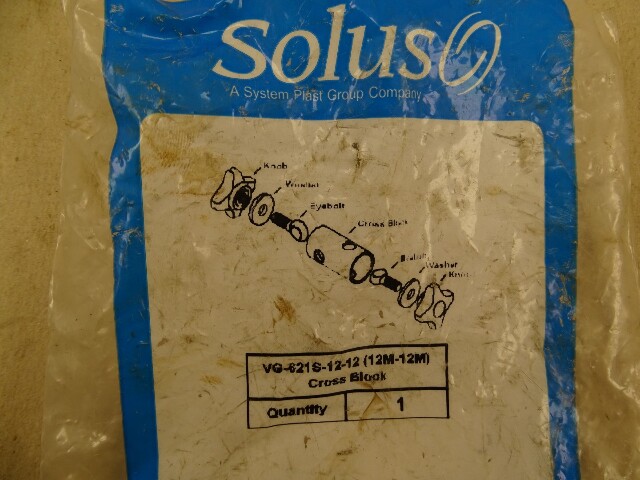 Solus
A System Plast Group Company
Knob
Washer
Eyebolt
Cross Block
Eyebolt
Washer
Knob
VG-621S-12-12 (12M-12M)
Cross Block
Quantity 1